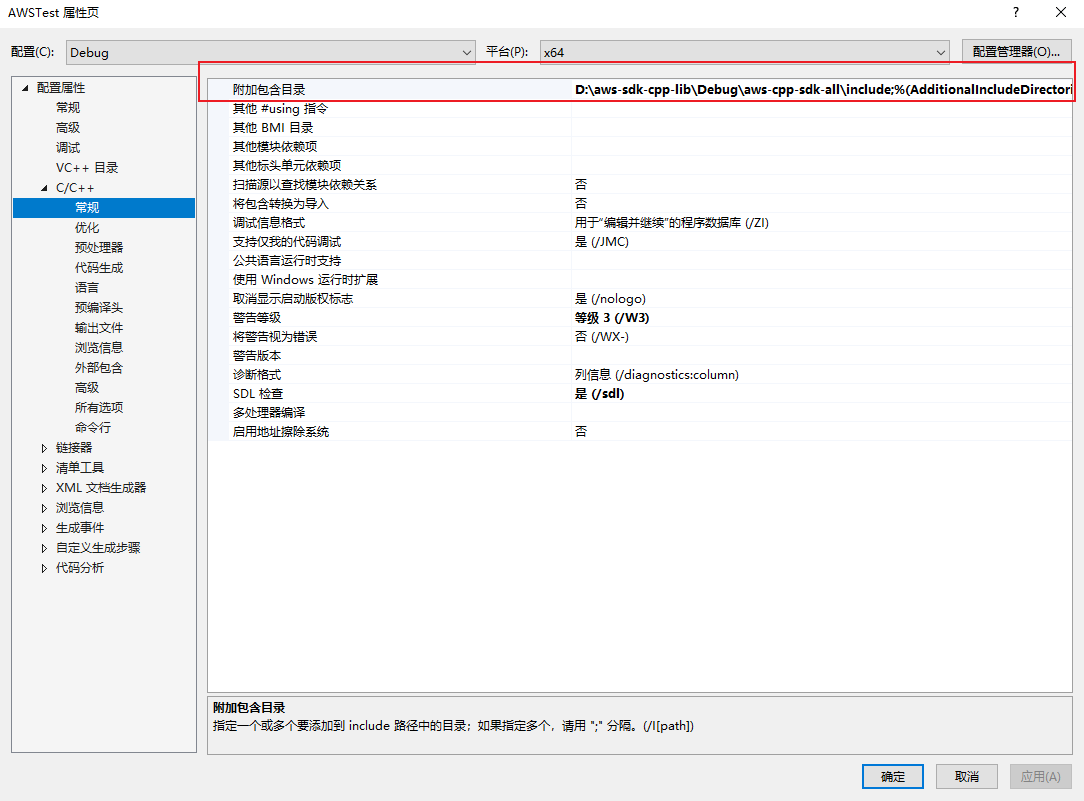 AWSTest 属性页
?
配置(C):
Debug
平台(P):
x64
配置管理器(O)...
配置属性
常规
高级
调试
VC++ 目录
C/C++
常规
优化
预处理器
代码生成
语言
预编译头
输出文件
浏览信息
外部包含
高级
所有选项
命令行
链接器
清单工具
XML 文档生成器
浏览信息
生成事件
自定义生成步骤
代码分析
附加包含目录 D:\aws-sdk-cpp-lib\Debug\aws-cpp-sdk-all\include;%(AdditionalIncludeDirectori
其他 #using 指令
其他 BMI 目录
其他模块依赖项
其他标头单元依赖项
扫描源以查找模块依赖关系 否
将包含转换为导入 否
调试信息格式 用于“编辑并继续”的程序数据库 (/ZI)
支持仅我的代码调试 是 (/JMC)
公共语言运行时支持
使用 Windows 运行时扩展
取消显示启动版权标志 是 (/nologo)
警告等级 等级 3 (/W3)
将警告视为错误 否 (/WX-)
警告版本
诊断格式 列信息 (/diagnostics:column)
SDL 检查 是 (/sdl)
多处理器编译
启用地址擦除系统 否
附加包含目录
指定一个或多个要添加到 include 路径中的目录；如果指定多个，请用 ";" 分隔。(/I[path])
确定
取消
应用(A)